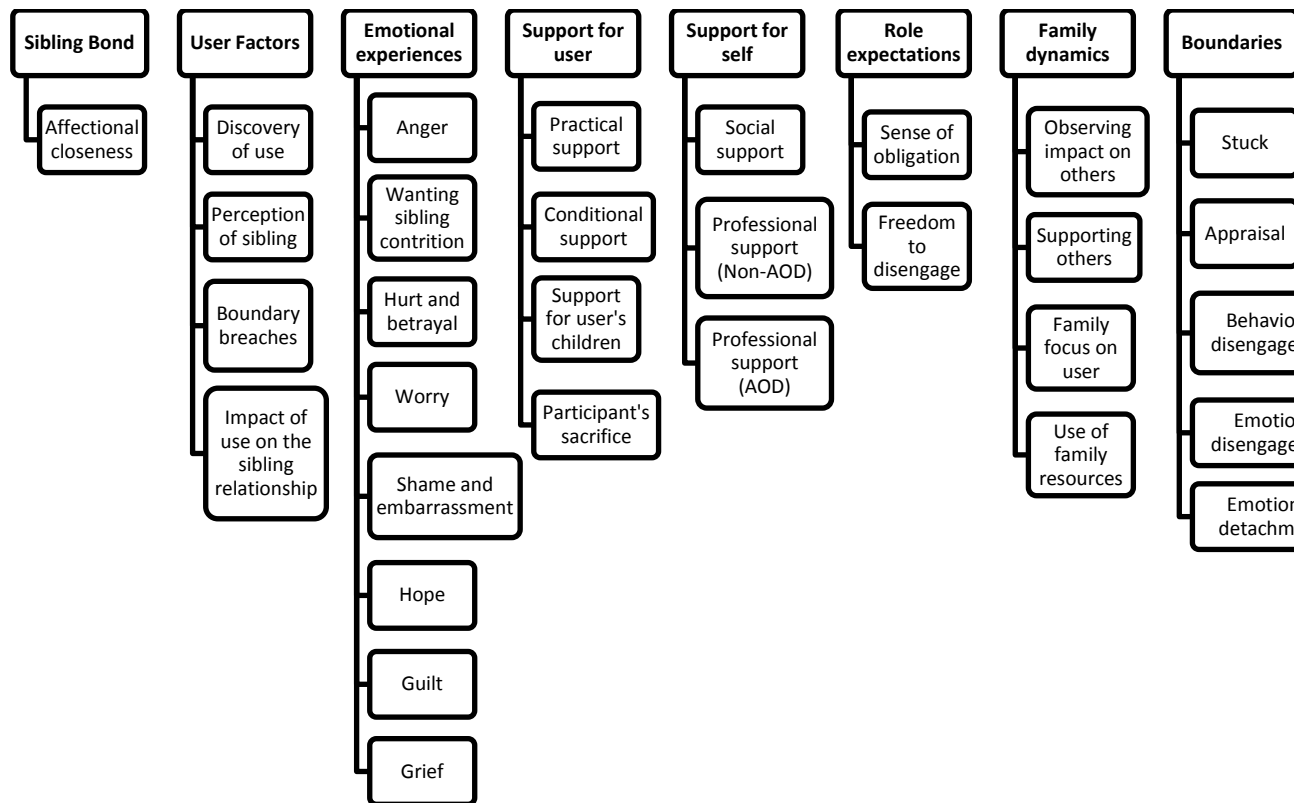 Sibling Bond
Affectional
closeness
User Factors
Discovery
of use
Perception
of sibling
Boundary
breaches
Impact of
use on the
sibling
relationship
Emotional
experiences
Anger
Wanting
sibling
contrition
Hurt and
betrayal
Worry
Shame and
embarrassment
Hope
Guilt
Grief
Support for
user
Practical
support
Conditional
support
Support
for user's
children
Participant's
sacrifice
Support for
self
Social
support
Professional
support
(Non-AOD)
Professional
support
(AOD)
Role
expectations
Sense of
obligation
Freedom
to
disengage
Family
dynamics
Observing
impact on
others
Supporting
others
Family
focus on
user
Use of
family
resources
Boundaries
Stuck
Appraisal